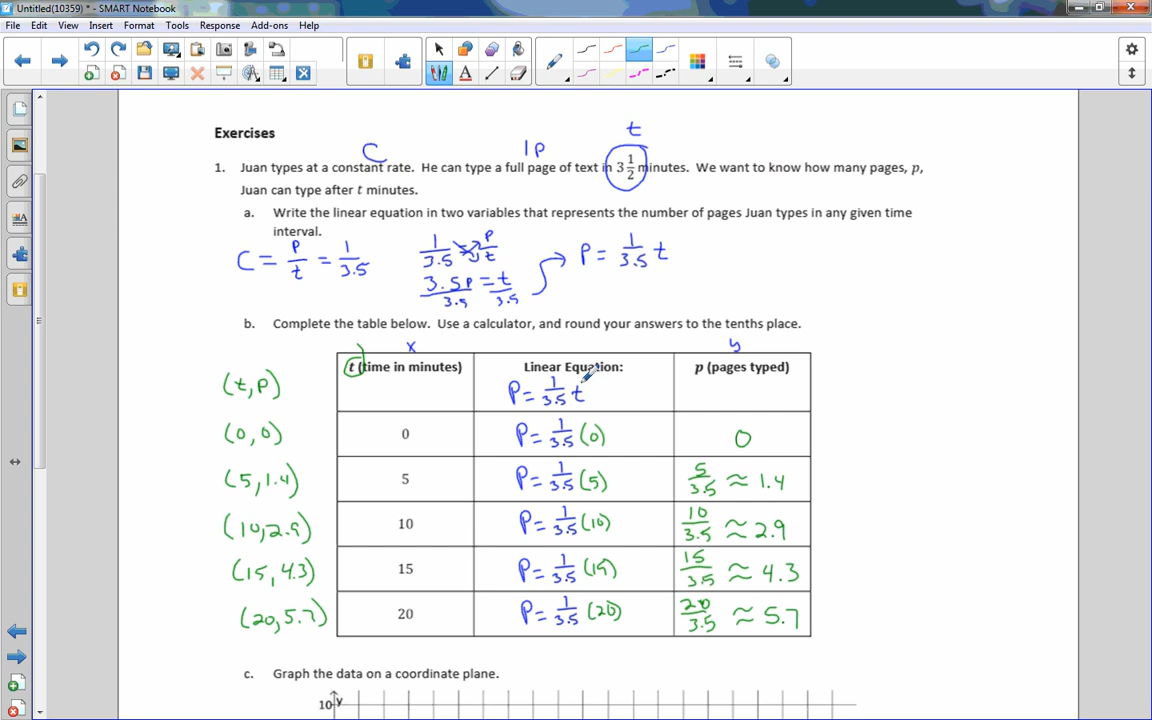 Untitled(10359) * - SMART Notebook
File Edit View Insert Format Tools Response Add-ons Help
Exercises
C 1p t
1. Juan types at a constant rate. He can type a full page of text in 3 1/2 minutes. We want to know how many pages, p,
Juan can type after t minutes.
a. Write the linear equation in two variables that represents the number of pages Juan types in any given time
interval.
C = P/t = 1/3.5
1/3.5 = P/t
3.5P/3.5 = t/3.5
P = 1/3.5 t
b. Complete the table below. Use a calculator, and round your answers to the tenths place.
x y
t (time in minutes) Linear Equation: p (pages typed)
(t, p) P = 1/3.5 t
(0, 0) 0 P = 1/3.5 (0) 0
(5, 1.4) 5 P = 1/3.5 (5) 5/3.5 ≈ 1.4
(10, 2.9) 10 P = 1/3.5 (10) 10/3.5 ≈ 2.9
(15, 4.3) 15 P = 1/3.5 (15) 15/3.5 ≈ 4.3
(20, 5.7) 20 P = 1/3.5 (20) 20/3.5 ≈ 5.7
c. Graph the data on a coordinate plane.
10 y